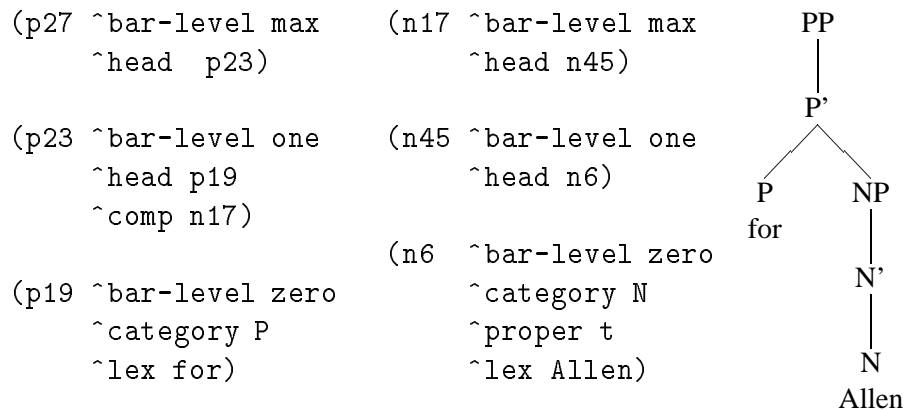 (p27 ^bar-level max
^head p23)
(p23 ^bar-level one
^head p19
^comp n17)
(p19 ^bar-level zero
^category P
^lex for)
(n17 ^bar-level max
^head n45)
(n45 ^bar-level one
^head n6)
(n6 ^bar-level zero
^category N
^proper t
^lex Allen)
PP
P'
P NP
for
N'
N
Allen